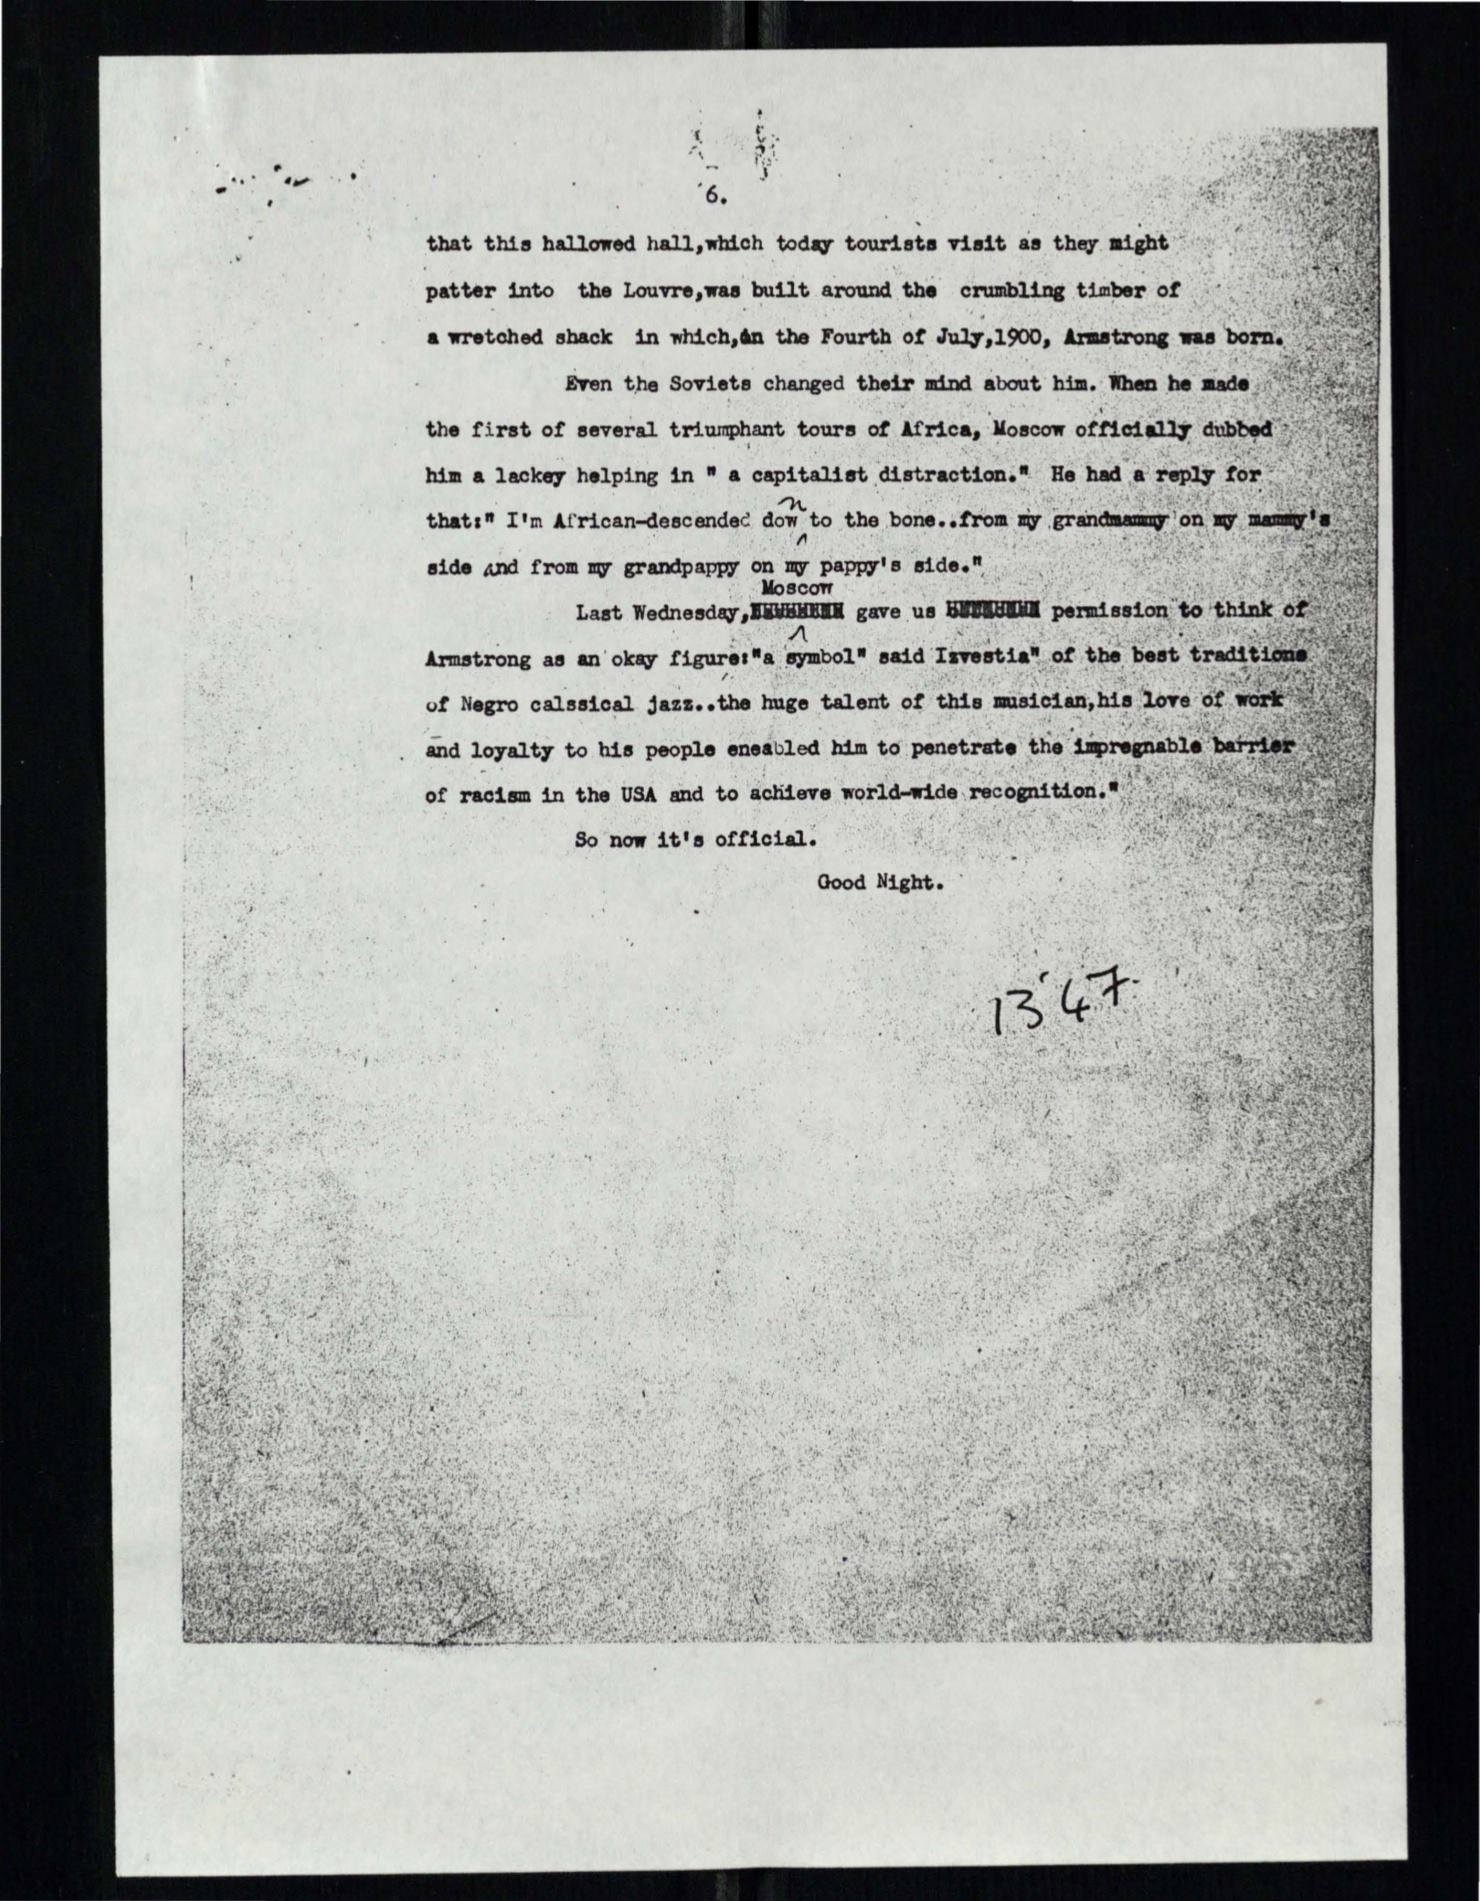 6.
that this hallowed hall,which today tourists visit as they might
patter into the Louvre,was built around the crumbling timber of
a wretched shack in which,on the Fourth of July,1900, Armstrong was born.
Even the Soviets changed their mind about him. When he made
the first of several triumphant tours of Africa, Moscow officially dubbed
him a lackey helping in " a capitalist distraction." He had a reply for
that:" I'm African-descended down to the bone..from my grandmammy on my mammy's
side and from my grandpappy on my pappy's side."
Last Wednesday, Moscow gave us permission to think of
Armstrong as an okay figure:"a symbol" said Izvestia" of the best traditions
of Negro calssical jazz..the huge talent of this musician,his love of work
and loyalty to his people eneabled him to penetrate the impregnable barrier
of racism in the USA and to achieve world-wide recognition."
So now it's official.
Good Night.
13'47